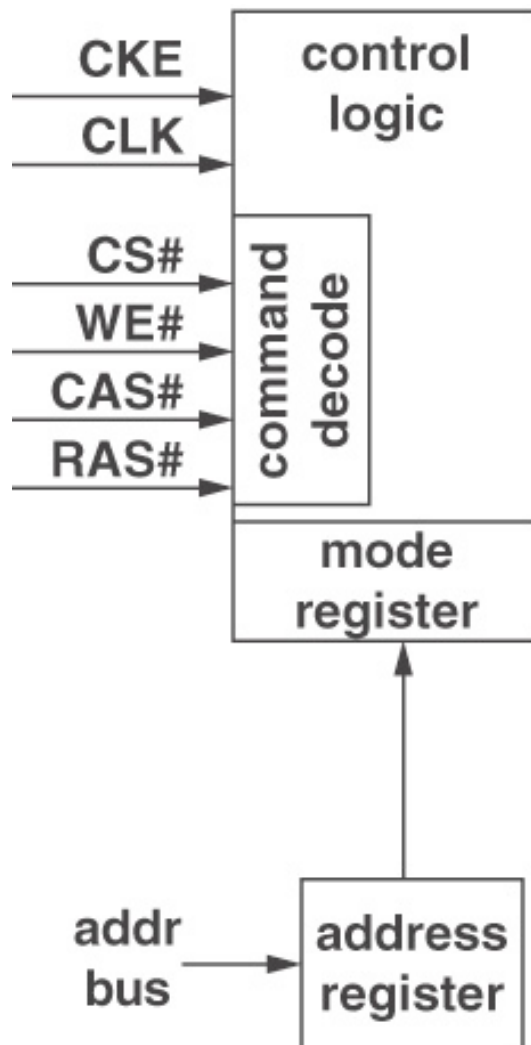 CKE
control
logic
CLK
CS#
WE#
CAS#
RAS#
command
decode
mode
register
addr
bus
address
register